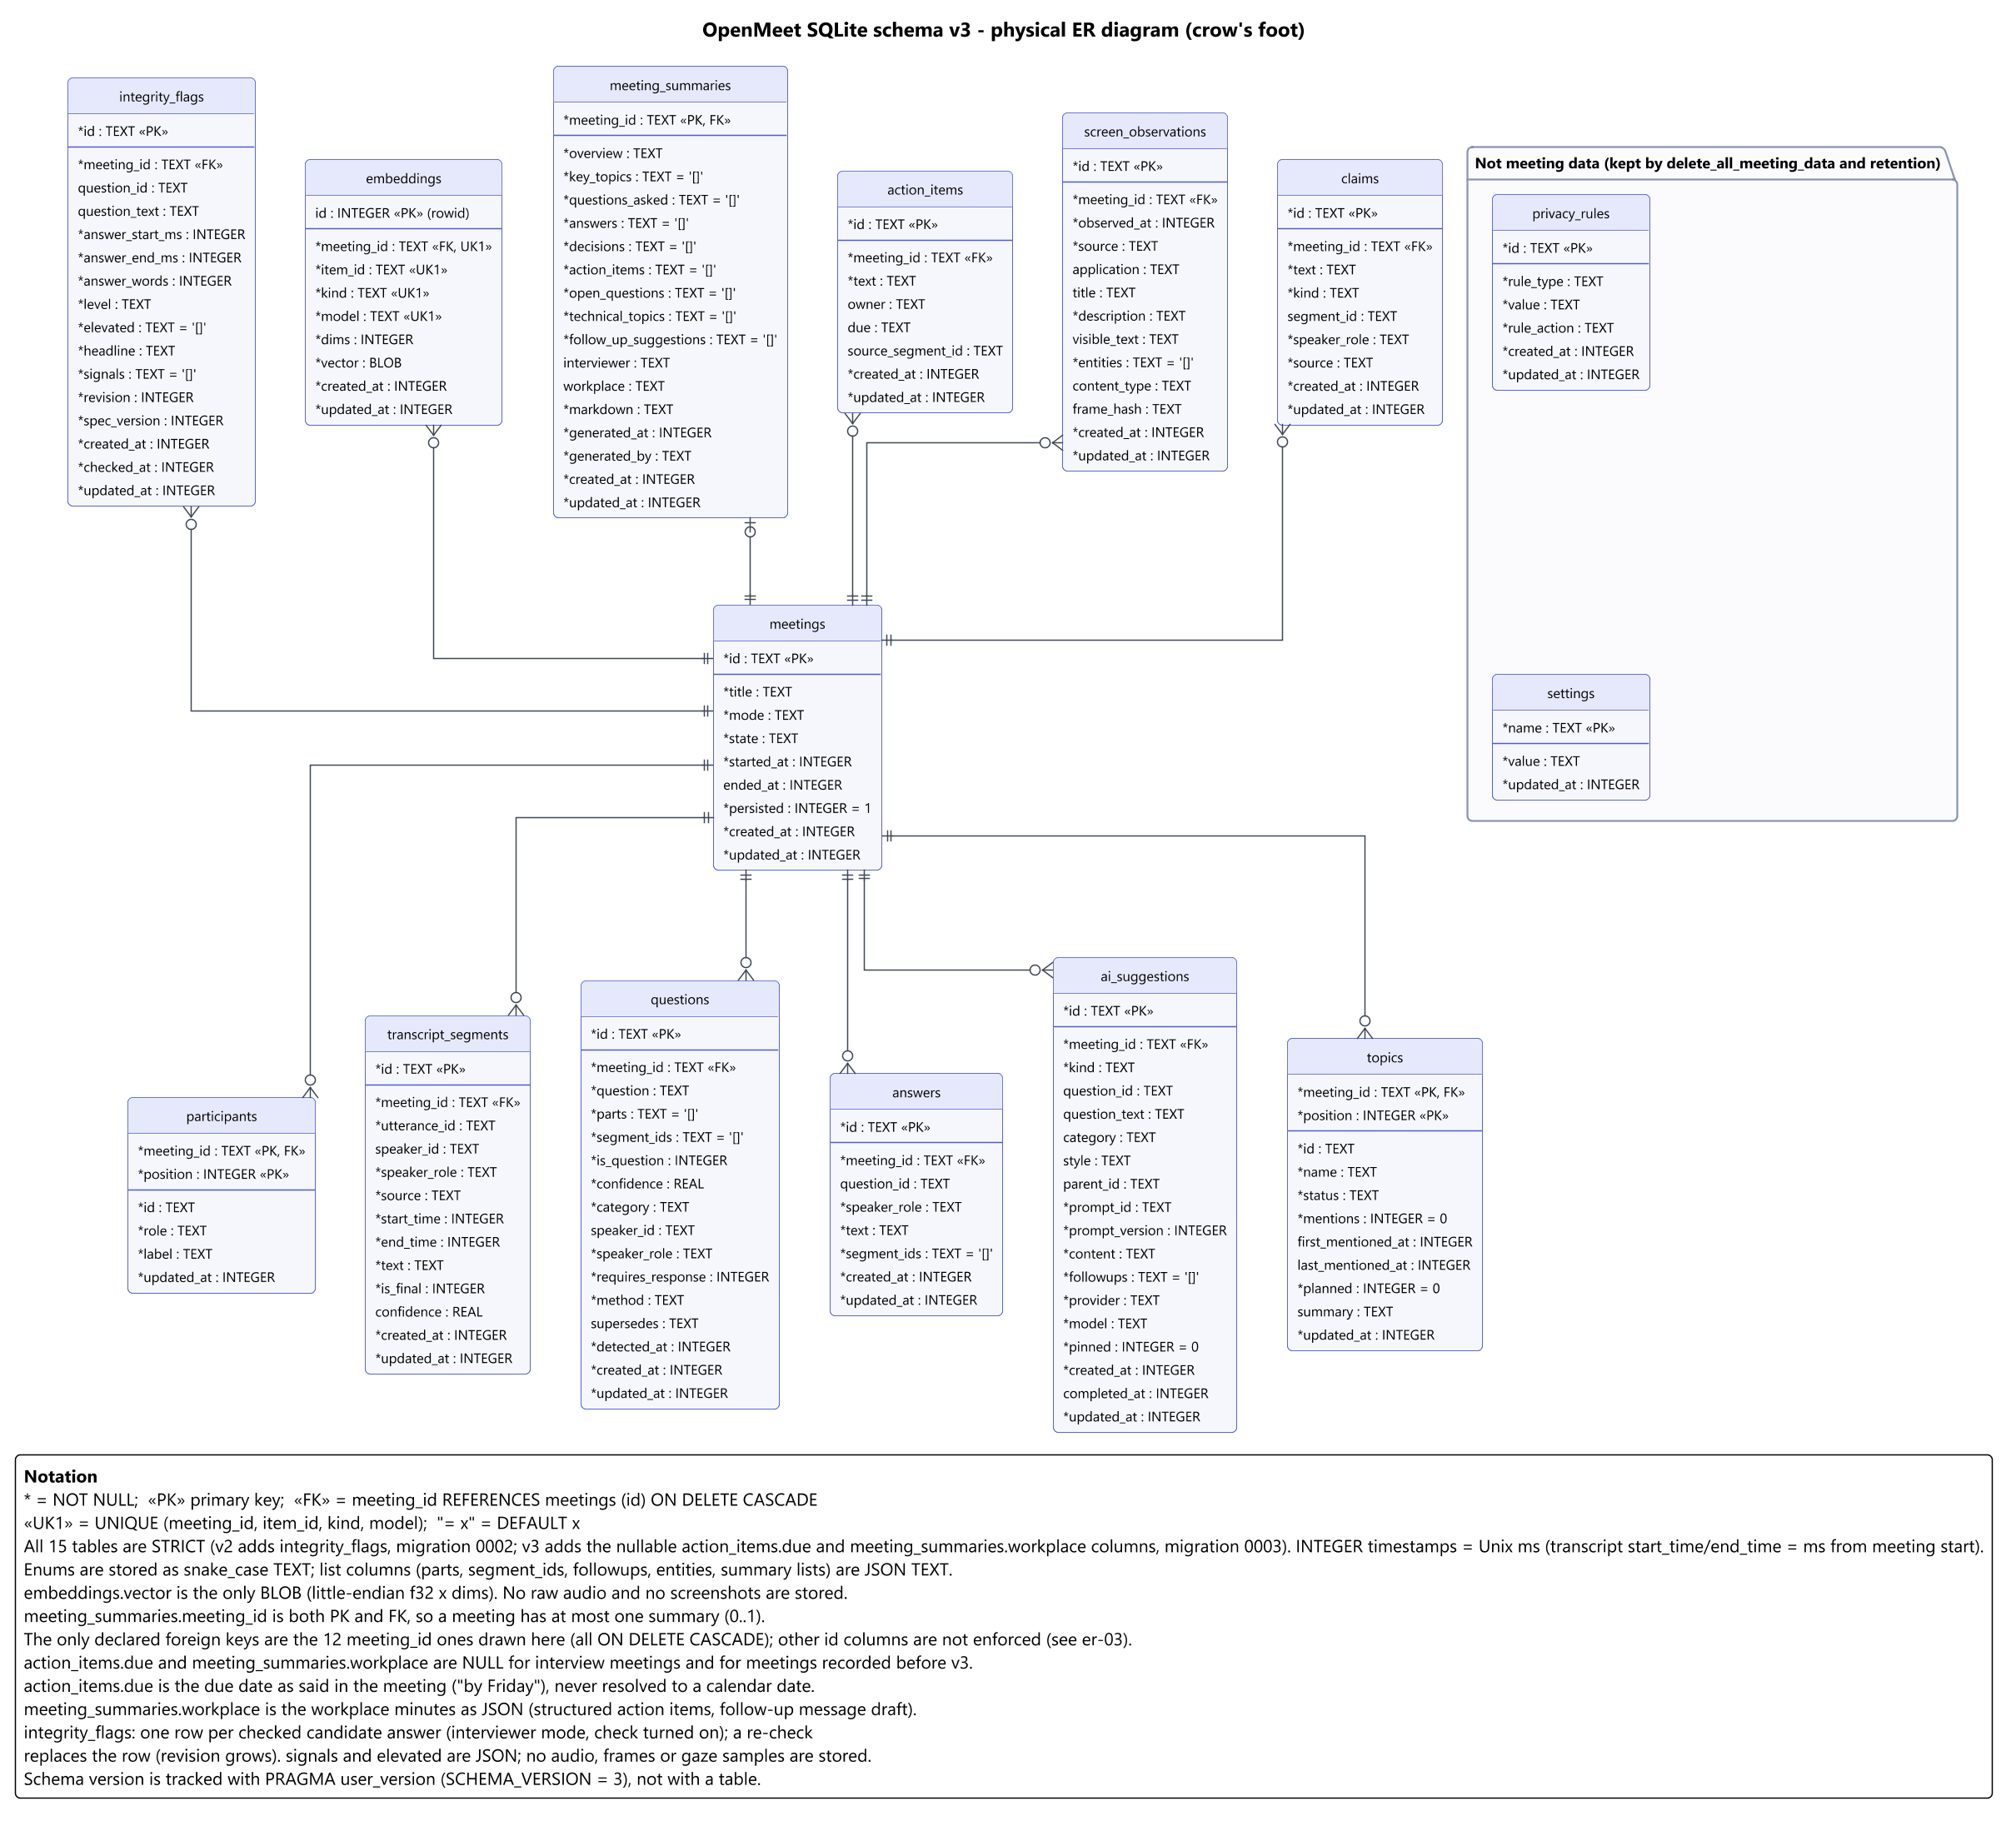 OpenMeet SQLite schema v3 - physical ER diagram (crow's foot)
integrity_flags
*id : TEXT «PK»
*meeting_id : TEXT «FK»
question_id : TEXT
question_text : TEXT
*answer_start_ms : INTEGER
*answer_end_ms : INTEGER
*answer_words : INTEGER
*level : TEXT
*elevated : TEXT = '[]'
*headline : TEXT
*signals : TEXT = '[]'
*revision : INTEGER
*spec_version : INTEGER
*created_at : INTEGER
*checked_at : INTEGER
*updated_at : INTEGER
embeddings
id : INTEGER «PK» (rowid)
*meeting_id : TEXT «FK, UK1»
*item_id : TEXT «UK1»
*kind : TEXT «UK1»
*model : TEXT «UK1»
*dims : INTEGER
*vector : BLOB
*created_at : INTEGER
*updated_at : INTEGER
meeting_summaries
*meeting_id : TEXT «PK, FK»
*overview : TEXT
*key_topics : TEXT = '[]'
*questions_asked : TEXT = '[]'
*answers : TEXT = '[]'
*decisions : TEXT = '[]'
*action_items : TEXT = '[]'
*open_questions : TEXT = '[]'
*technical_topics : TEXT = '[]'
*follow_up_suggestions : TEXT = '[]'
interviewer : TEXT
workplace : TEXT
*markdown : TEXT
*generated_at : INTEGER
*generated_by : TEXT
*created_at : INTEGER
*updated_at : INTEGER
action_items
*id : TEXT «PK»
*meeting_id : TEXT «FK»
*text : TEXT
owner : TEXT
due : TEXT
source_segment_id : TEXT
*created_at : INTEGER
*updated_at : INTEGER
screen_observations
*id : TEXT «PK»
*meeting_id : TEXT «FK»
*observed_at : INTEGER
*source : TEXT
application : TEXT
title : TEXT
*description : TEXT
visible_text : TEXT
*entities : TEXT = '[]'
content_type : TEXT
frame_hash : TEXT
*created_at : INTEGER
*updated_at : INTEGER
claims
*id : TEXT «PK»
*meeting_id : TEXT «FK»
*text : TEXT
*kind : TEXT
segment_id : TEXT
*speaker_role : TEXT
*source : TEXT
*created_at : INTEGER
*updated_at : INTEGER
Not meeting data (kept by delete_all_meeting_data and retention)
privacy_rules
*id : TEXT «PK»
*rule_type : TEXT
*value : TEXT
*rule_action : TEXT
*created_at : INTEGER
*updated_at : INTEGER
settings
*name : TEXT «PK»
*value : TEXT
*updated_at : INTEGER
meetings
*id : TEXT «PK»
*title : TEXT
*mode : TEXT
*state : TEXT
*started_at : INTEGER
ended_at : INTEGER
*persisted : INTEGER = 1
*created_at : INTEGER
*updated_at : INTEGER
participants
*meeting_id : TEXT «PK, FK»
*position : INTEGER «PK»
*id : TEXT
*role : TEXT
*label : TEXT
*updated_at : INTEGER
transcript_segments
*id : TEXT «PK»
*meeting_id : TEXT «FK»
*utterance_id : TEXT
speaker_id : TEXT
*speaker_role : TEXT
*source : TEXT
*start_time : INTEGER
*end_time : INTEGER
*text : TEXT
*is_final : INTEGER
confidence : REAL
*created_at : INTEGER
*updated_at : INTEGER
questions
*id : TEXT «PK»
*meeting_id : TEXT «FK»
*question : TEXT
*parts : TEXT = '[]'
*segment_ids : TEXT = '[]'
*is_question : INTEGER
*confidence : REAL
*category : TEXT
speaker_id : TEXT
*speaker_role : TEXT
*requires_response : INTEGER
*method : TEXT
supersedes : TEXT
*detected_at : INTEGER
*created_at : INTEGER
*updated_at : INTEGER
answers
*id : TEXT «PK»
*meeting_id : TEXT «FK»
question_id : TEXT
*speaker_role : TEXT
*text : TEXT
*segment_ids : TEXT = '[]'
*created_at : INTEGER
*updated_at : INTEGER
ai_suggestions
*id : TEXT «PK»
*meeting_id : TEXT «FK»
*kind : TEXT
question_id : TEXT
question_text : TEXT
category : TEXT
style : TEXT
parent_id : TEXT
*prompt_id : TEXT
*prompt_version : INTEGER
*content : TEXT
*followups : TEXT = '[]'
*provider : TEXT
*model : TEXT
*pinned : INTEGER = 0
*created_at : INTEGER
completed_at : INTEGER
*updated_at : INTEGER
topics
*meeting_id : TEXT «PK, FK»
*position : INTEGER «PK»
*id : TEXT
*name : TEXT
*status : TEXT
*mentions : INTEGER = 0
first_mentioned_at : INTEGER
last_mentioned_at : INTEGER
*planned : INTEGER = 0
summary : TEXT
*updated_at : INTEGER
Notation
* = NOT NULL;  «PK» primary key;  «FK» = meeting_id REFERENCES meetings (id) ON DELETE CASCADE
«UK1» = UNIQUE (meeting_id, item_id, kind, model);  "= x" = DEFAULT x
All 15 tables are STRICT (v2 adds integrity_flags, migration 0002; v3 adds the nullable action_items.due and meeting_summaries.workplace columns, migration 0003). INTEGER timestamps = Unix ms (transcript start_time/end_time = ms from meeting start).
Enums are stored as snake_case TEXT; list columns (parts, segment_ids, followups, entities, summary lists) are JSON TEXT.
embeddings.vector is the only BLOB (little-endian f32 x dims). No raw audio and no screenshots are stored.
meeting_summaries.meeting_id is both PK and FK, so a meeting has at most one summary (0..1).
The only declared foreign keys are the 12 meeting_id ones drawn here (all ON DELETE CASCADE); other id columns are not enforced (see er-03).
action_items.due and meeting_summaries.workplace are NULL for interview meetings and for meetings recorded before v3.
action_items.due is the due date as said in the meeting ("by Friday"), never resolved to a calendar date.
meeting_summaries.workplace is the workplace minutes as JSON (structured action items, follow-up message draft).
integrity_flags: one row per checked candidate answer (interviewer mode, check turned on); a re-check
replaces the row (revision grows). signals and elevated are JSON; no audio, frames or gaze samples are stored.
Schema version is tracked with PRAGMA user_version (SCHEMA_VERSION = 3), not with a table.